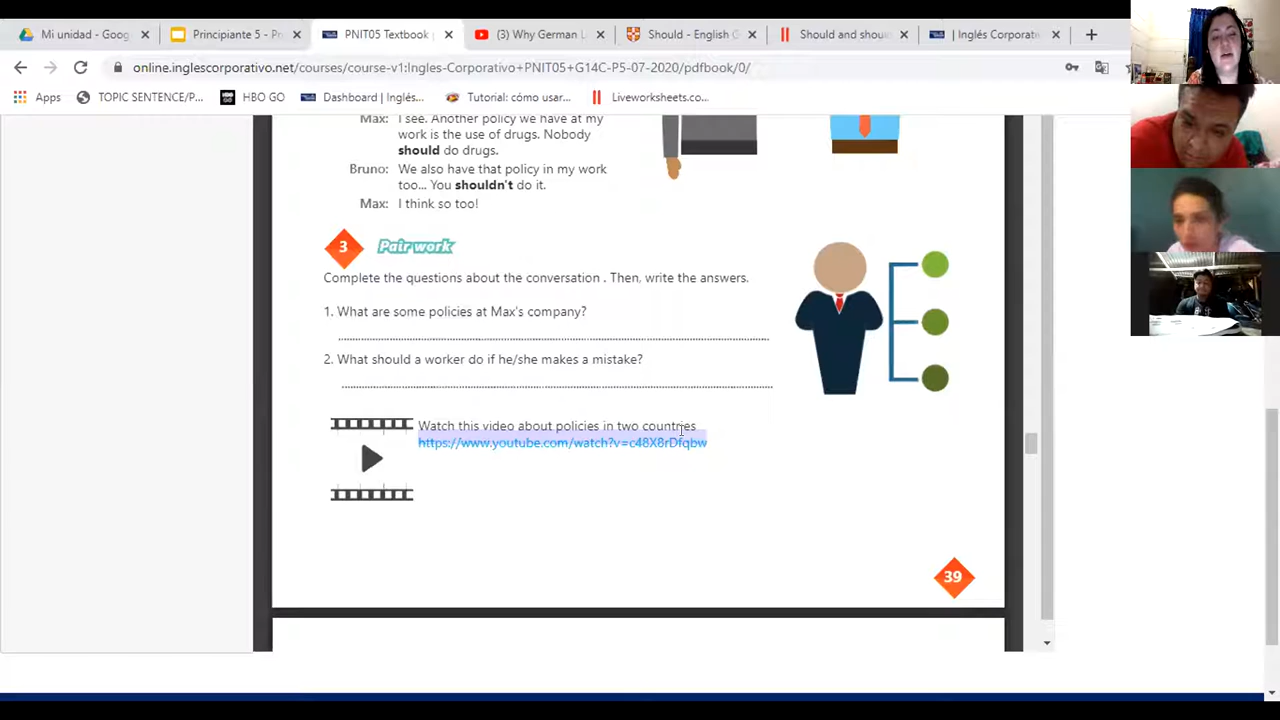 Mi unidad - Goog
Principiante 5 - Pr
PNIT05 Textbook
(3) Why German L
Should - English G
Should and shou
| Inglés Corporate
online.inglescorporativo.net/courses/course-v1:Ingles-Corporativo+PNIT05+G14C-P5-07-2020/pdfbook/0/
Apps
TOPIC SENTENCE/P...
HBO GO
Dashboard | Inglés...
Tutorial: cómo usar...
Liveworksheets.co...
Max: I see. Another policy we have at my
work is the use of drugs. Nobody
should do drugs.
Bruno: We also have that policy in my work
too... You shouldn't do it.
Max: I think so too!
3 Pair work
Complete the questions about the conversation . Then, write the answers.
1. What are some policies at Max's company?
2. What should a worker do if he/she makes a mistake?
Watch this video about policies in two countries
https://www.youtube.com/watch?v=c48X8rDfqbw
39